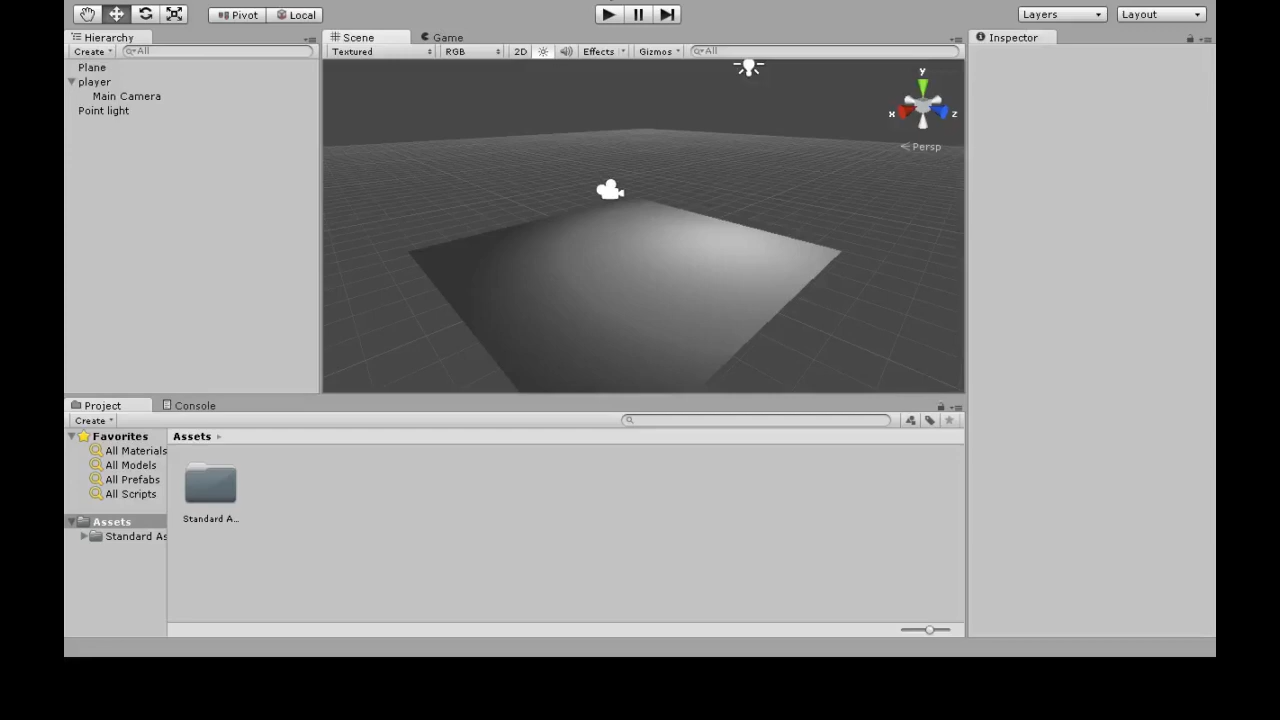 Pivot Local Layers Layout
Hierarchy Scene Game Inspector
Create All Textured RGB 2D Effects Gizmos All
Plane
player
Main Camera
Point light
y
x z
Persp
Project Console
Create
Favorites Assets
All Materials
All Models
All Prefabs
All Scripts
Standard A...
Assets
Standard As